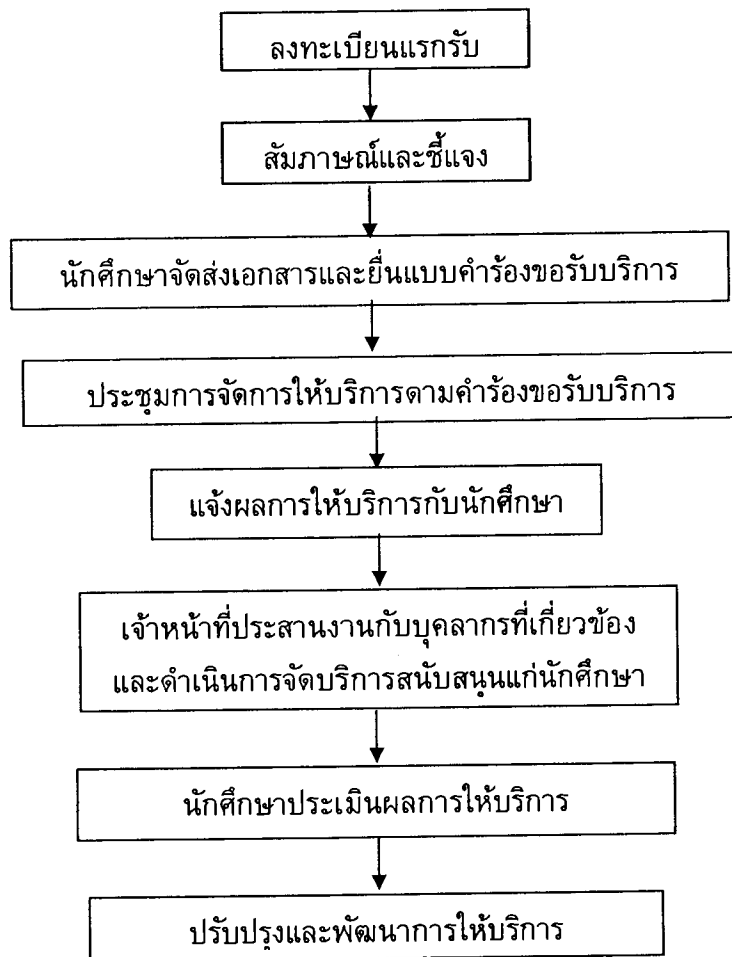 ลงทะเบียนแรกรับ
สัมภาษณ์และชี้แจง
นักศึกษาจัดส่งเอกสารและยื่นแบบคำร้องขอรับบริการ
ประชุมการจัดการให้บริการตามคำร้องขอรับบริการ
แจ้งผลการให้บริการกับนักศึกษา
เจ้าหน้าที่ประสานงานกับบุคลากรที่เกี่ยวข้อง
และดำเนินการจัดบริการสนับสนุนแก่นักศึกษา
นักศึกษาประเมินผลการให้บริการ
ปรับปรุงและพัฒนาการให้บริการ